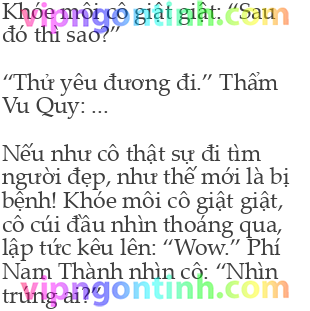 Khóe môi cô giật giật: “Sau
đó thì sao?”
“Thử yêu đương đi.” Thẩm
Vu Quy: ...
Nếu như cô thật sự đi tìm
người đẹp, như thế mới là bị
bệnh! Khóe môi cô giật giật,
cô cúi đầu nhìn thoáng qua,
lập tức kêu lên: “Wow.” Phí
Nam Thành nhìn cô: “Nhìn
trúng ai?”
vipngontinh.com
vipngontinh.com